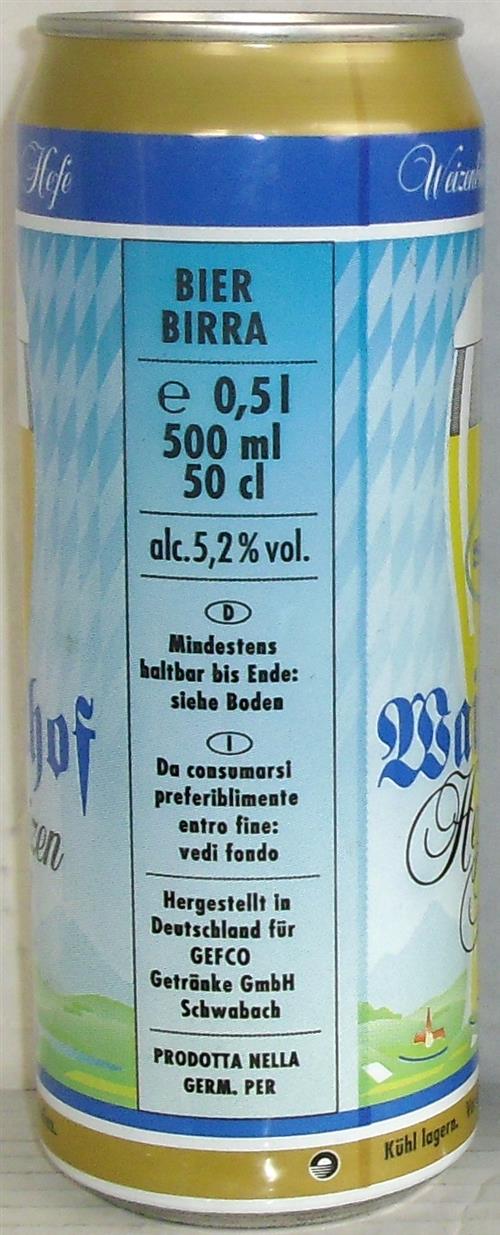 Hefe
BIER
BIRRA
e 0,5 l
500 ml
50 cl
alc. 5,2 % vol.
D
Mindestens
haltbar bis Ende:
siehe Boden
I
Da consumarsi
preferiblimente
entro fine:
vedi fondo
Hergestellt in
Deutschland für
GEFCO
Getränke GmbH
Schwabach
PRODOTTA NELLA
GERM. PER
hof
Kühl lagern.